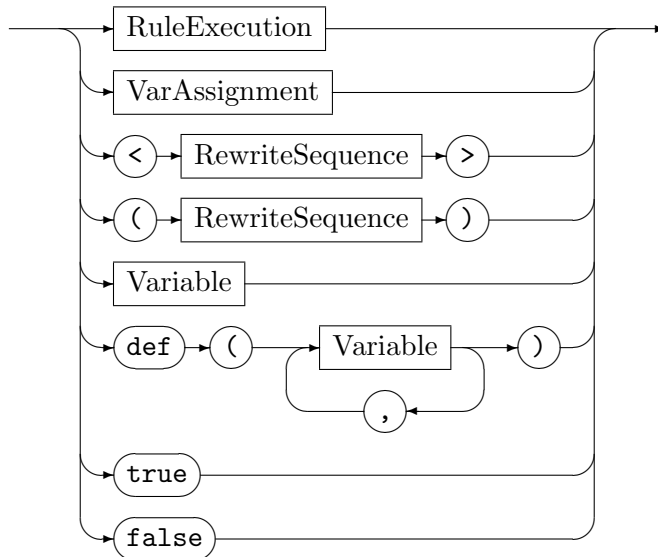 RuleExecution
VarAssignment
< RewriteSequence >
( RewriteSequence )
Variable
def ( Variable )
,
true
false